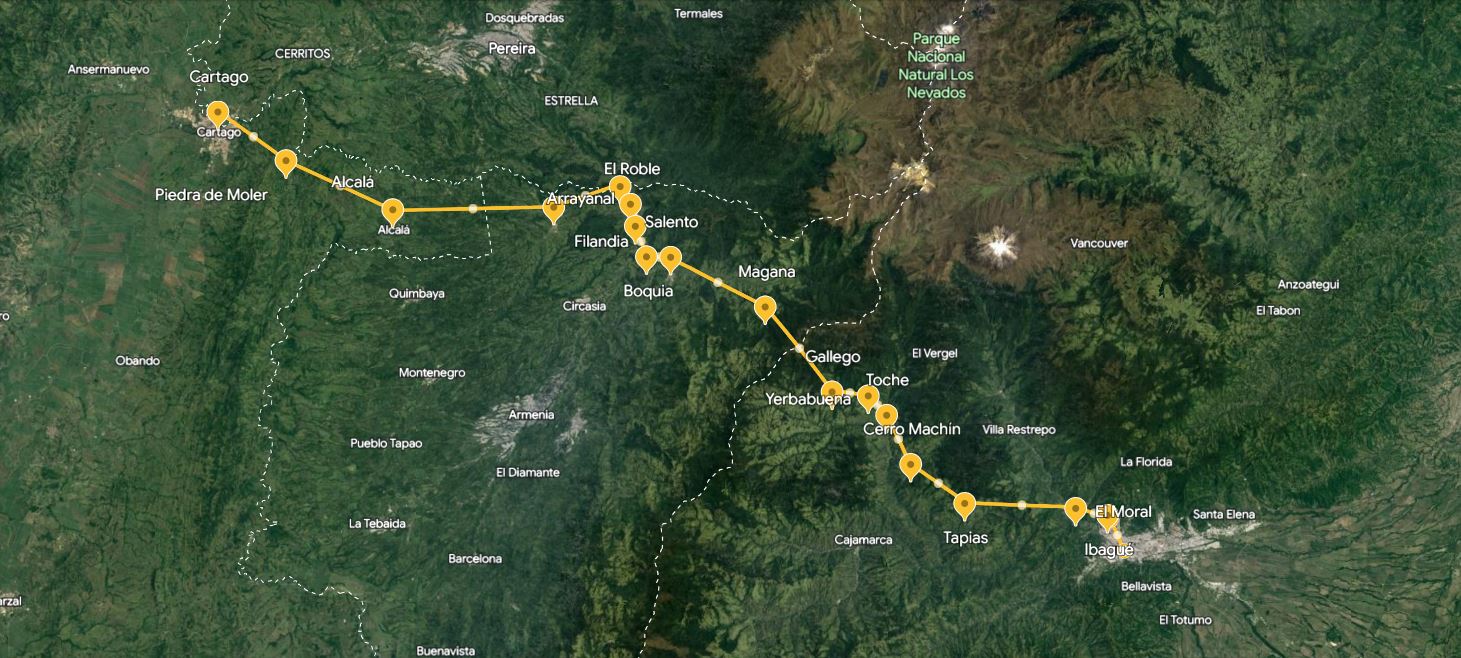 Termales
Dosquebradas
Pereira
Parque
Nacional
Natural Los
Nevados
CERRITOS
Ansermanuevo
Cartago
ESTRELLA
Cartago
El Roble
Alcalá
Piedra de Moler
Arrayanal
Salento
Alcalá
Filandia
Vancouver
Magana
Boquia
Quimbaya
Circasia
Anzoategui
El Tabon
ro
Obando
Gallego
El Vergel
Montenegro
Toche
Yerbabuena
Armenia
Cerro Machín
Villa Restrepo
Pueblo Tapao
La Florida
El Diamante
El Moral
Santa Elena
La Tebaida
Tapias
Cajamarca
Ibagué
Barcelona
Bellavista
arzal
El Totumo
Buenavista